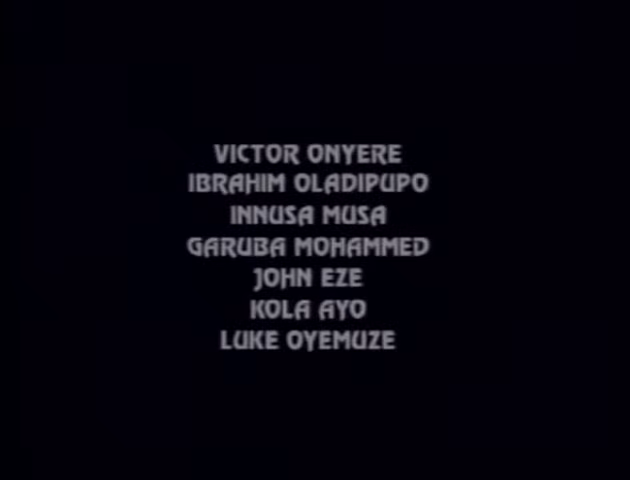 VICTOR ONYERE
IBRAHIM OLADIPUPO
INNUSA MUSA
GARUBA MOHAMMED
JOHN EZE
KOLA AYO
LUKE OYEMUZE